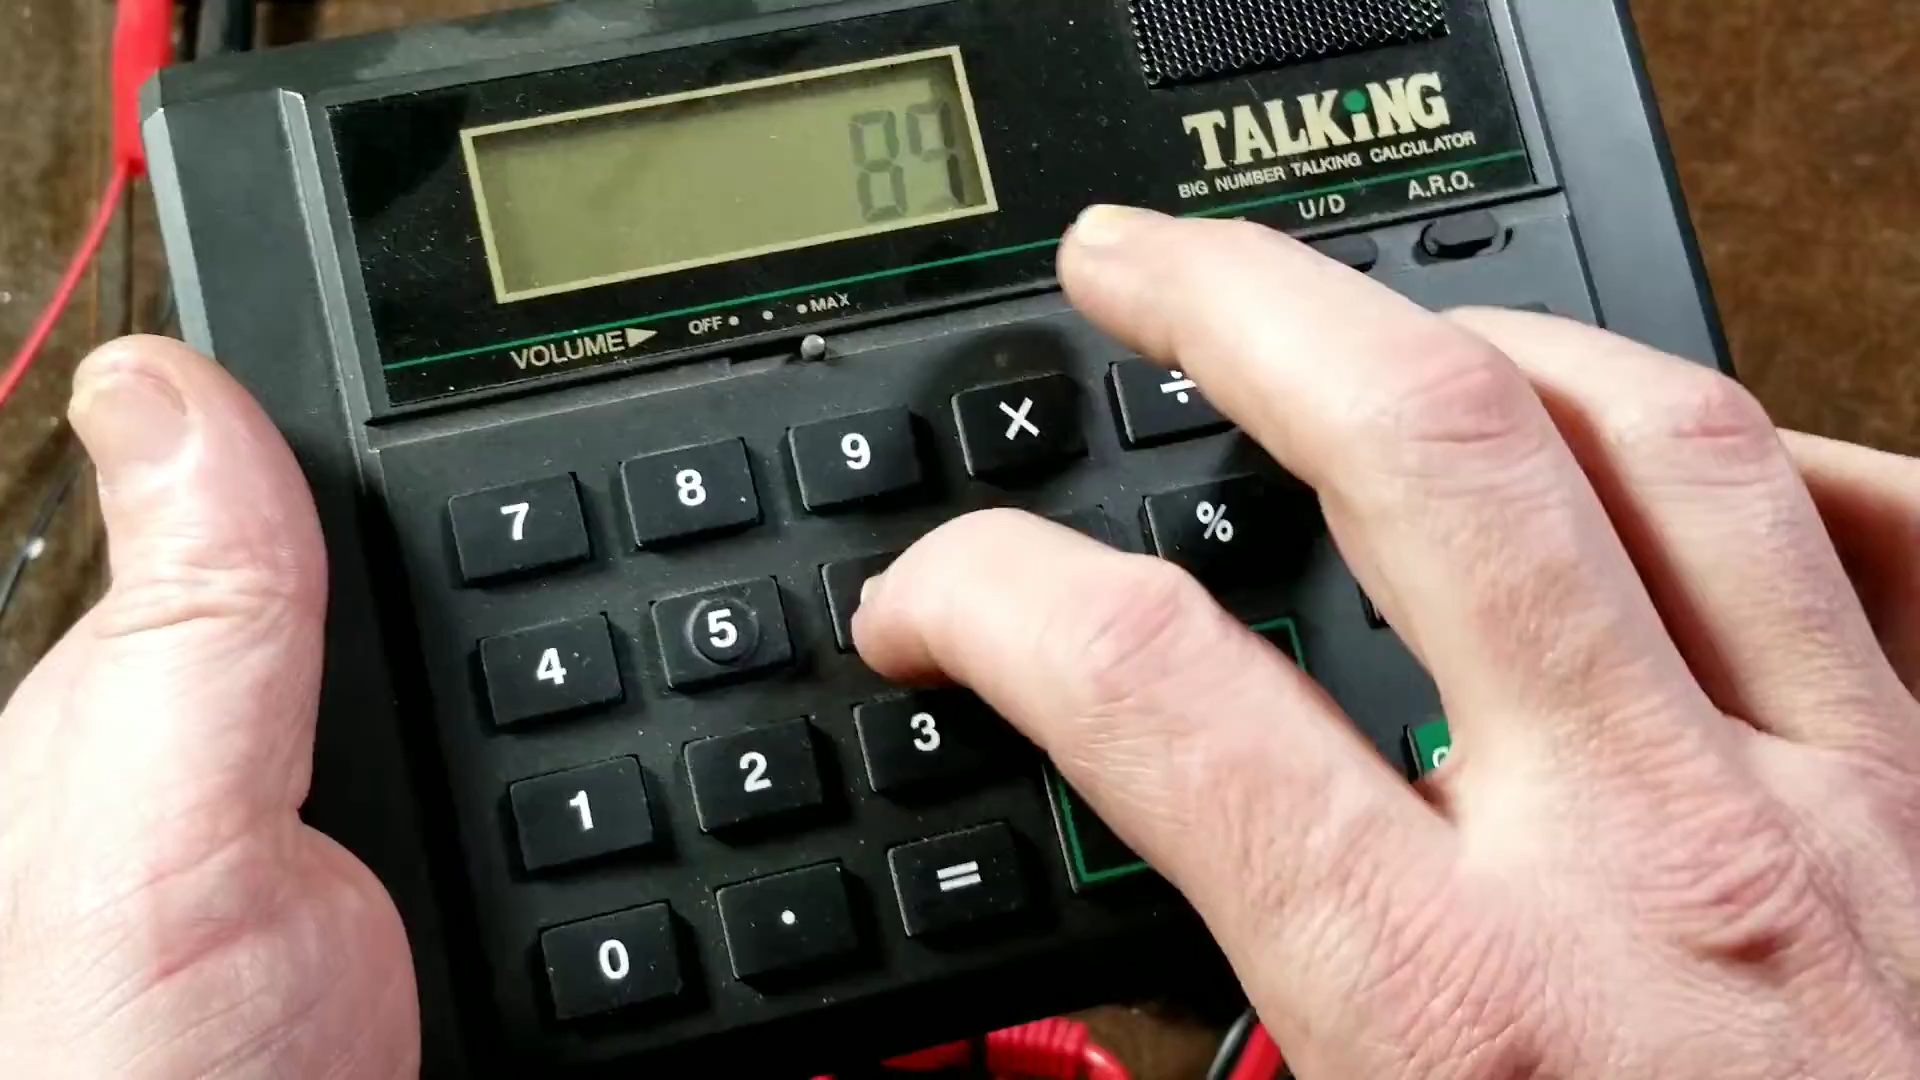 89
TALKiNG
BIG NUMBER TALKING CALCULATOR
U/D A.R.O.
VOLUME▶ OFF• • •MAX
7 8 9 × ÷
4 5 %
1 2 3
0 . =